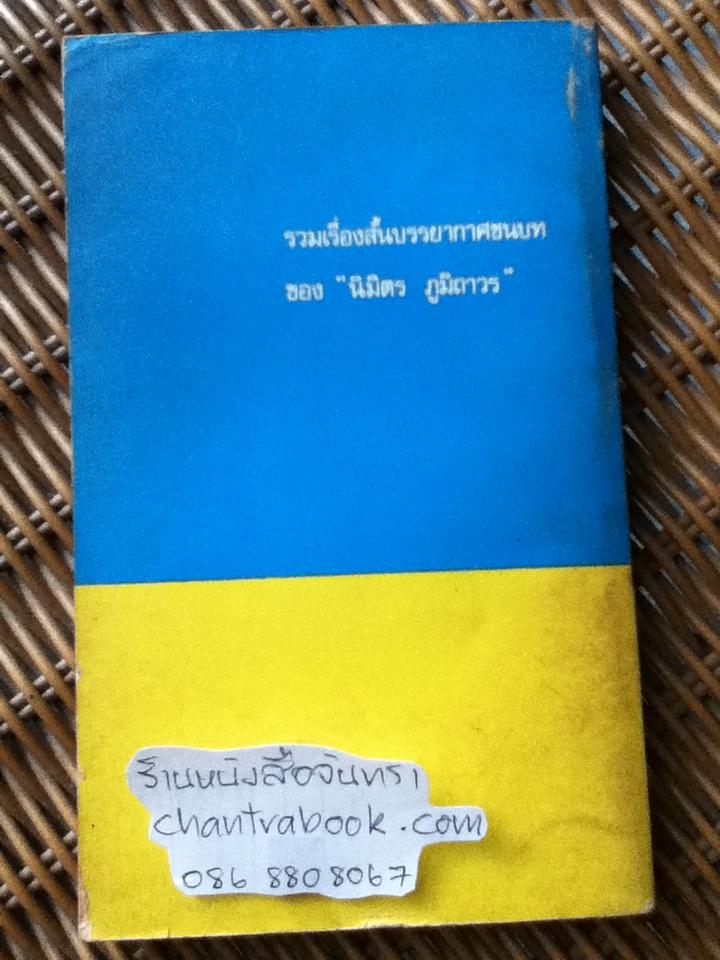 รวมเรื่องสั้นบรรยากาศชนบท
ของ "นิมิตร ภูมิถาวร"
ร้านหนังสือจันทรา
chantrabook.com
086 8808067